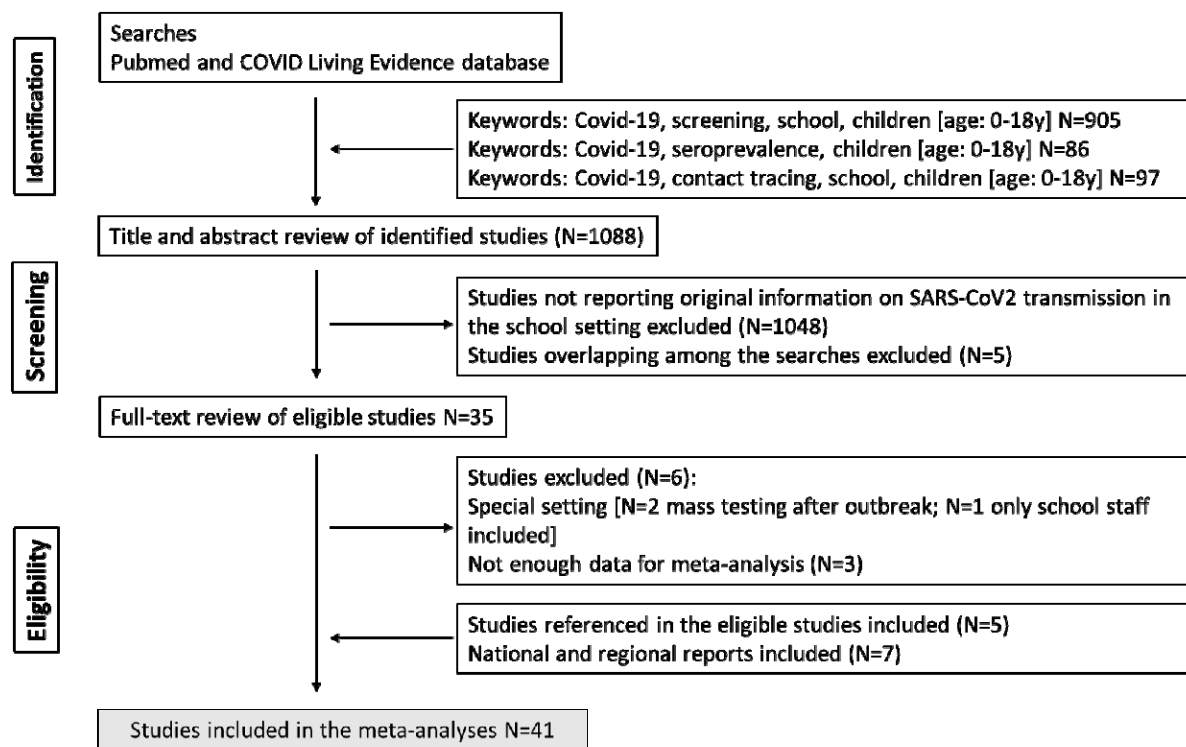 Identification
Searches
Pubmed and COVID Living Evidence database
Keywords: Covid-19, screening, school, children [age: 0-18y] N=905
Keywords: Covid-19, seroprevalence, children [age: 0-18y] N=86
Keywords: Covid-19, contact tracing, school, children [age: 0-18y] N=97
Title and abstract review of identified studies (N=1088)
Screening
Studies not reporting original information on SARS-CoV2 transmission in
the school setting excluded (N=1048)
Studies overlapping among the searches excluded (N=5)
Full-text review of eligible studies N=35
Eligibility
Studies excluded (N=6):
Special setting [N=2 mass testing after outbreak; N=1 only school staff
included]
Not enough data for meta-analysis (N=3)
Studies referenced in the eligible studies included (N=5)
National and regional reports included (N=7)
Studies included in the meta-analyses N=41